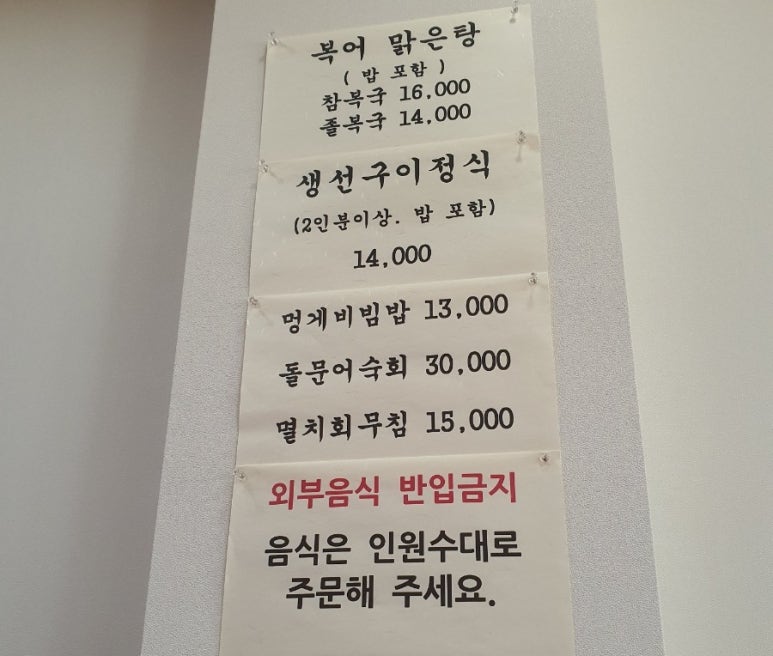 복어 맑은탕
( 밥 포함 )
참복국 16,000
졸복국 14,000
생선구이정식
(2인분이상. 밥 포함)
14,000
멍게비빔밥 13,000
돌문어숙회 30,000
멸치회무침 15,000
외부음식 반입금지
음식은 인원수대로
주문해 주세요.